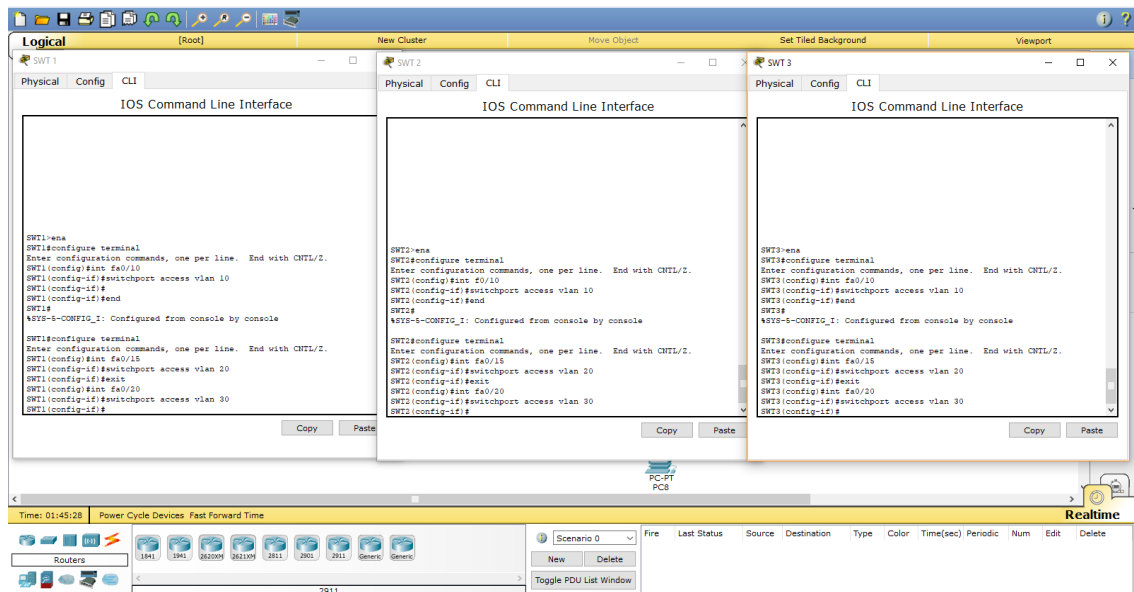 Logical
[Root]
New Cluster
Move Object
Set Tiled Background
Viewport
SWT 1
Physical Config CLI
IOS Command Line Interface
SWT1>ena
SWT1#configure terminal
Enter configuration commands, one per line. End with CNTL/Z.
SWT1(config)#int fa0/10
SWT1(config-if)#switchport access vlan 10
SWT1(config-if)#
SWT1(config-if)#end
SWT1#
%SYS-5-CONFIG_I: Configured from console by console
SWT1#configure terminal
Enter configuration commands, one per line. End with CNTL/Z.
SWT1(config)#int fa0/15
SWT1(config-if)#switchport access vlan 20
SWT1(config-if)#exit
SWT1(config)#int fa0/20
SWT1(config-if)#switchport access vlan 30
SWT1(config-if)#
Copy Paste
SWT 2
Physical Config CLI
IOS Command Line Interface
SWT2>ena
SWT2#configure terminal
Enter configuration commands, one per line. End with CNTL/Z.
SWT2(config)#int f0/10
SWT2(config-if)#switchport access vlan 10
SWT2(config-if)#end
SWT2#
%SYS-5-CONFIG_I: Configured from console by console
SWT2#configure terminal
Enter configuration commands, one per line. End with CNTL/Z.
SWT2(config)#int fa0/15
SWT2(config-if)#switchport access vlan 20
SWT2(config-if)#exit
SWT2(config)#int fa0/20
SWT2(config-if)#switchport access vlan 30
SWT2(config-if)#
Copy Paste
SWT 3
Physical Config CLI
IOS Command Line Interface
SWT3>ena
SWT3#configure terminal
Enter configuration commands, one per line. End with CNTL/Z.
SWT3(config)#int fa0/10
SWT3(config-if)#switchport access vlan 10
SWT3(config-if)#end
SWT3#
%SYS-5-CONFIG_I: Configured from console by console
SWT3#configure terminal
Enter configuration commands, one per line. End with CNTL/Z.
SWT3(config)#int fa0/15
SWT3(config-if)#switchport access vlan 20
SWT3(config-if)#exit
SWT3(config)#int fa0/20
SWT3(config-if)#switchport access vlan 30
SWT3(config-if)#
Copy Paste
PC-PT
PC8
Time: 01:45:28 Power Cycle Devices Fast Forward Time
Realtime
Routers
1841 1941 2620XM 2621XM 2811 2901 2911 Generic Generic
2911
Scenario 0
New Delete
Toggle PDU List Window
Fire Last Status Source Destination Type Color Time(sec) Periodic Num Edit Delete